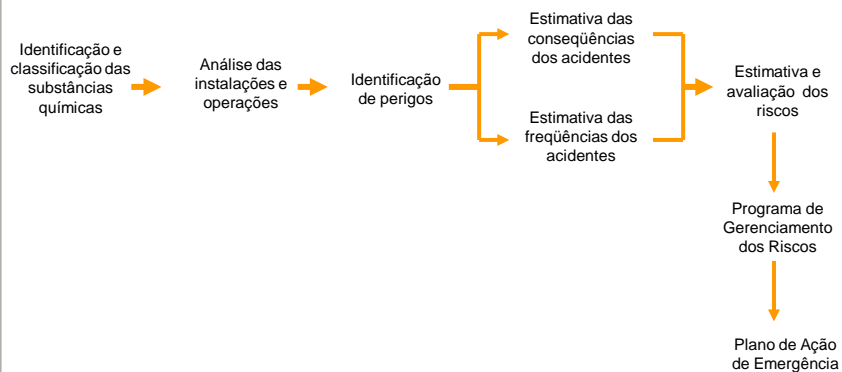 Identificação e
classificação das
substâncias
químicas
Análise das
instalações e
operações
Identificação
de perigos
Estimativa das
conseqüências
dos acidentes
Estimativa das
freqüências dos
acidentes
Estimativa e
avaliação dos
riscos
Programa de
Gerenciamento
dos Riscos
Plano de Ação
de Emergência